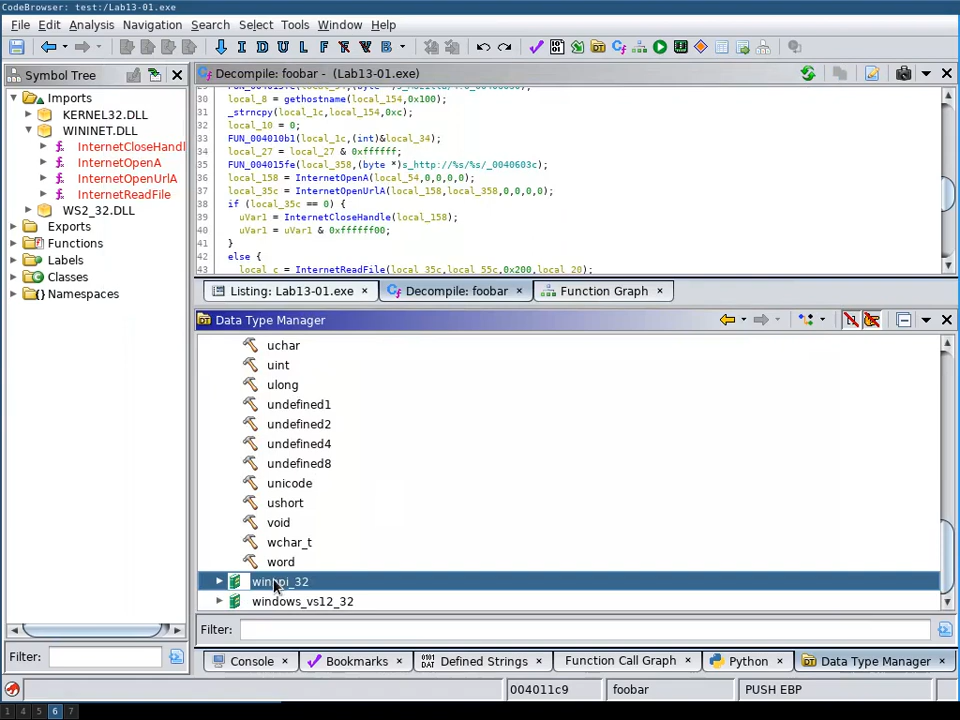 CodeBrowser: test:/Lab13-01.exe
File Edit Analysis Navigation Search Select Tools Window Help
I D U L F V B
Symbol Tree
Imports
KERNEL32.DLL
WININET.DLL
InternetCloseHandl
InternetOpenA
InternetOpenUrlA
InternetReadFile
WS2_32.DLL
Exports
Functions
Labels
Classes
Namespaces
Filter:
Decompile: foobar - (Lab13-01.exe)
30 local_8 = gethostname(local_154,0x100);
31 _strncpy(local_1c,local_154,0xc);
32 local_10 = 0;
33 FUN_004010b1(local_1c,(int)&local_34);
34 local_27 = local_27 & 0xffffff;
35 FUN_004015fe(local_358,(byte *)s_http://%s/%s/_0040603c);
36 local_158 = InternetOpenA(local_54,0,0,0,0);
37 local_35c = InternetOpenUrlA(local_158,local_358,0,0,0,0);
38 if (local_35c == 0) {
39 uVar1 = InternetCloseHandle(local_158);
40 uVar1 = uVar1 & 0xffffff00;
41 }
42 else {
43 local_c = InternetReadFile(local_35c,local_55c,0x200,local_20);
Listing: Lab13-01.exe × Decompile: foobar × Function Graph ×
Data Type Manager
uchar
uint
ulong
undefined1
undefined2
undefined4
undefined8
unicode
ushort
void
wchar_t
word
winapi_32
windows_vs12_32
Filter:
Console × Bookmarks × Defined Strings × Function Call Graph × Python × Data Type Manager ×
004011c9 foobar PUSH EBP
1 4 5 6 7